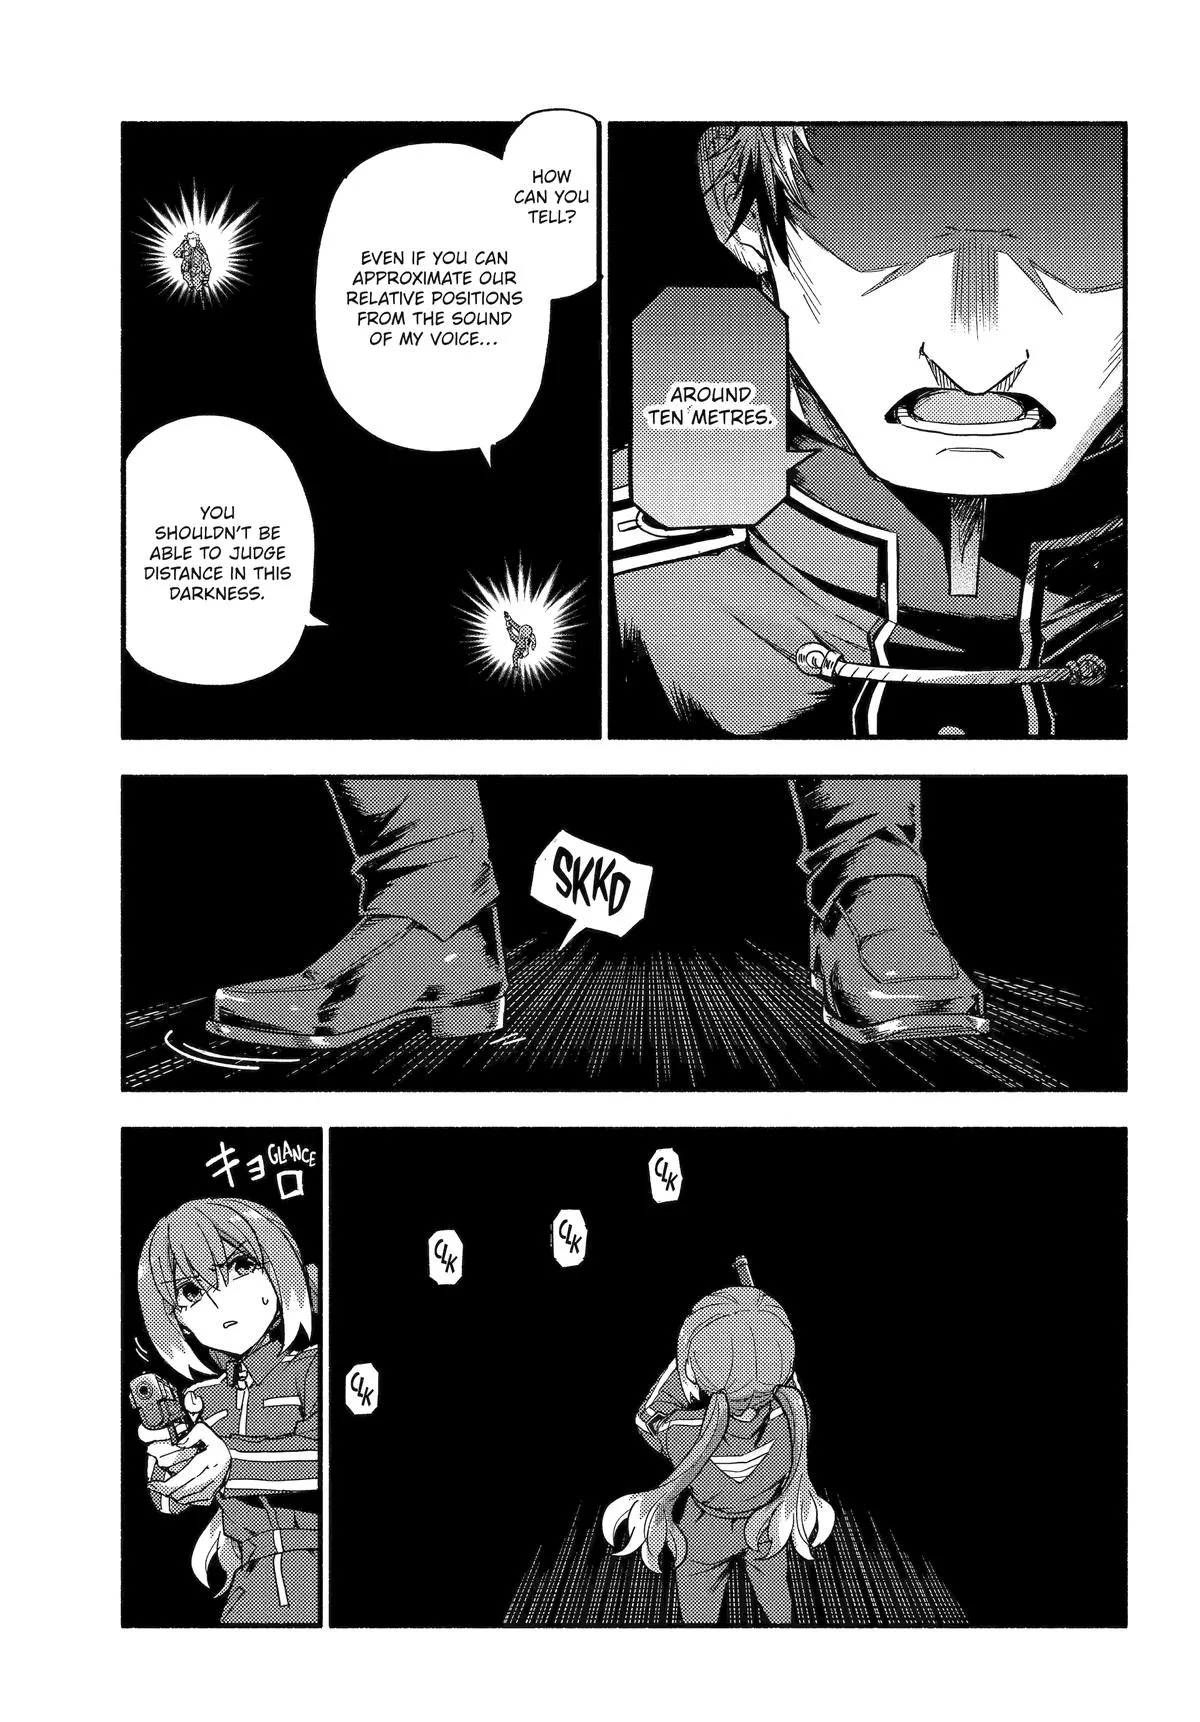 AROUND
TEN METRES.
HOW
CAN YOU
TELL?
EVEN IF YOU CAN
APPROXIMATE OUR
RELATIVE POSITIONS
FROM THE SOUND
OF MY VOICE...
YOU
SHOULDN'T BE
ABLE TO JUDGE
DISTANCE IN THIS
DARKNESS.
SKKD
CLK
CLK
CLK
CLK
GLANCE
キョロ